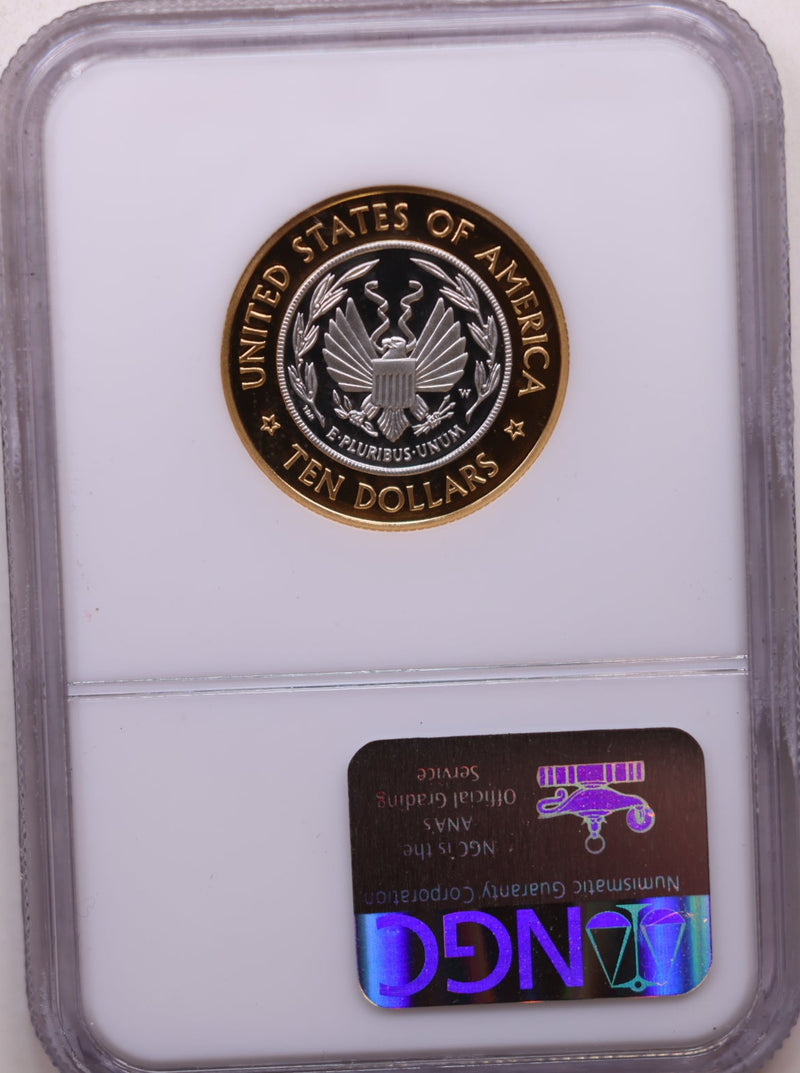 UNITED STATES OF AMERICA
E·PLURIBUS·UNUM
W
TEN DOLLARS
NGC
Numismatic Guaranty Corporation
NGC is the
ANA's
Official Grading
Service